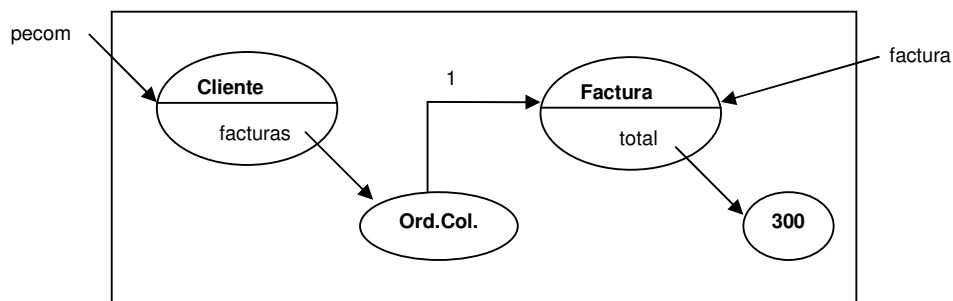 pecom
Cliente
facturas
Ord.Col.
1
Factura
total
300
factura